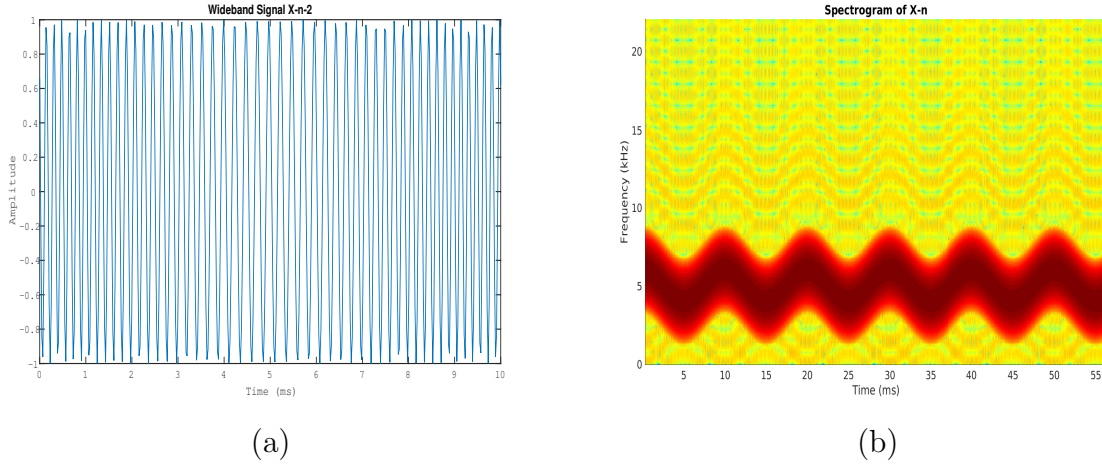 Wideband Signal X-n-2
Amplitude
1
0.8
0.6
0.4
0.2
0
-0.2
-0.4
-0.6
-0.8
-1
0 1 2 3 4 5 6 7 8 9 10
Time (ms)
(a)
Spectrogram of X-n
Frequency (kHz)
20
15
10
5
0
5 10 15 20 25 30 35 40 45 50 55
Time (ms)
(b)